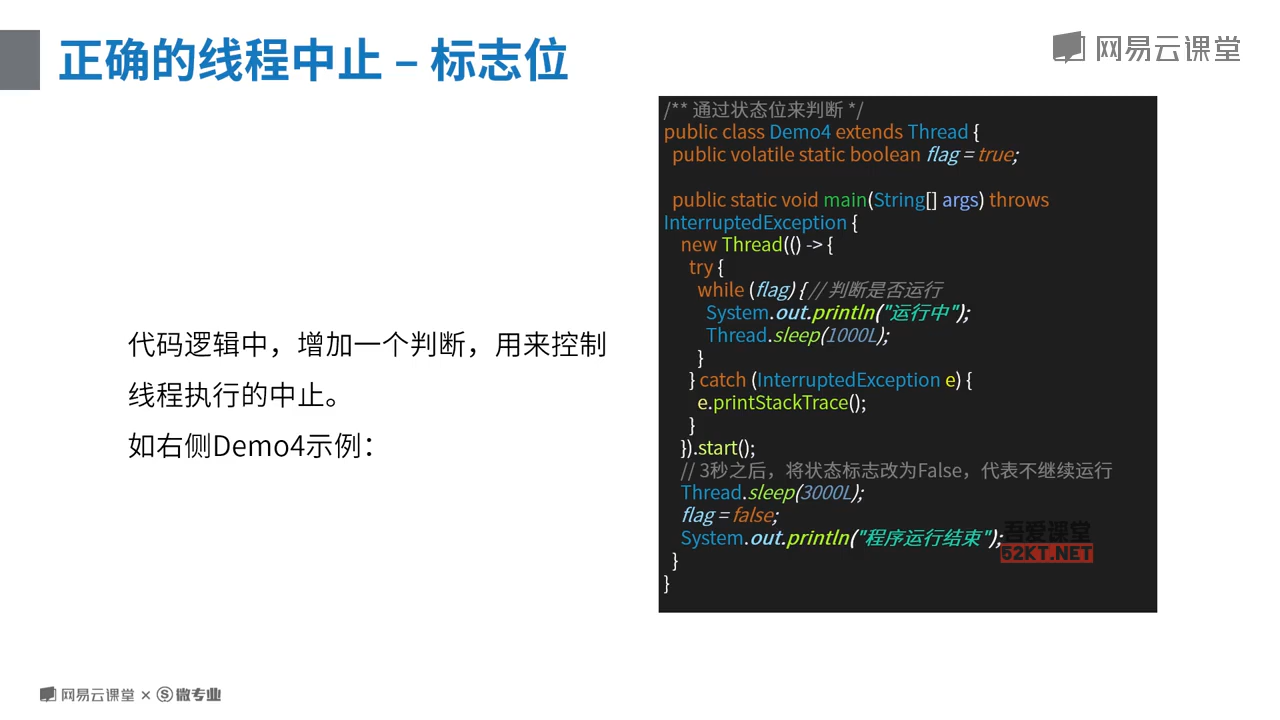 正确的线程中止 – 标志位
网易云课堂
代码逻辑中，增加一个判断，用来控制
线程执行的中止。
如右侧Demo4示例：
/** 通过状态位来判断 */
public class Demo4 extends Thread {
public volatile static boolean flag = true;
public static void main(String[] args) throws
InterruptedException {
new Thread(() -> {
try {
while (flag) { // 判断是否运行
System.out.println("运行中");
Thread.sleep(1000L);
}
} catch (InterruptedException e) {
e.printStackTrace();
}
}).start();
// 3秒之后，将状态标志改为False，代表不继续运行
Thread.sleep(3000L);
flag = false;
System.out.println("程序运行结束");
}
}
吾爱课堂
52KT.NET
网易云课堂 × Ⓢ微专业